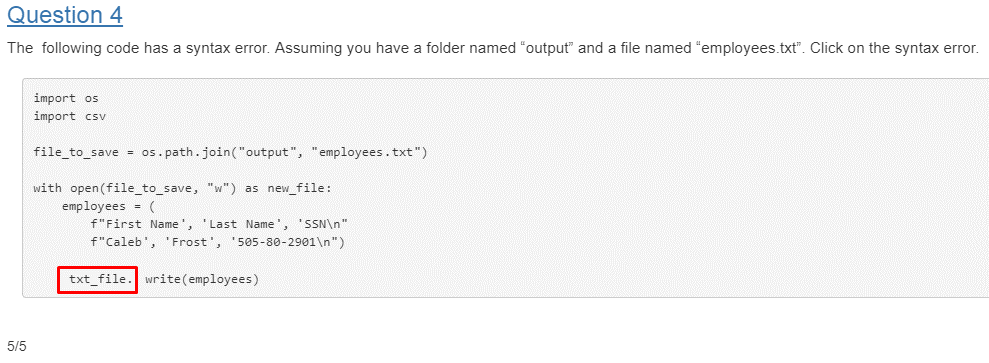 Question 4
The following code has a syntax error. Assuming you have a folder named “output” and a file named “employees.txt”. Click on the syntax error.
import os
import csv
file_to_save = os.path.join("output", "employees.txt")
with open(file_to_save, "w") as new_file:
employees = (
f"First Name', 'Last Name', 'SSN\n"
f"Caleb', 'Frost', '505-80-2901\n")
txt_file. write(employees)
5/5